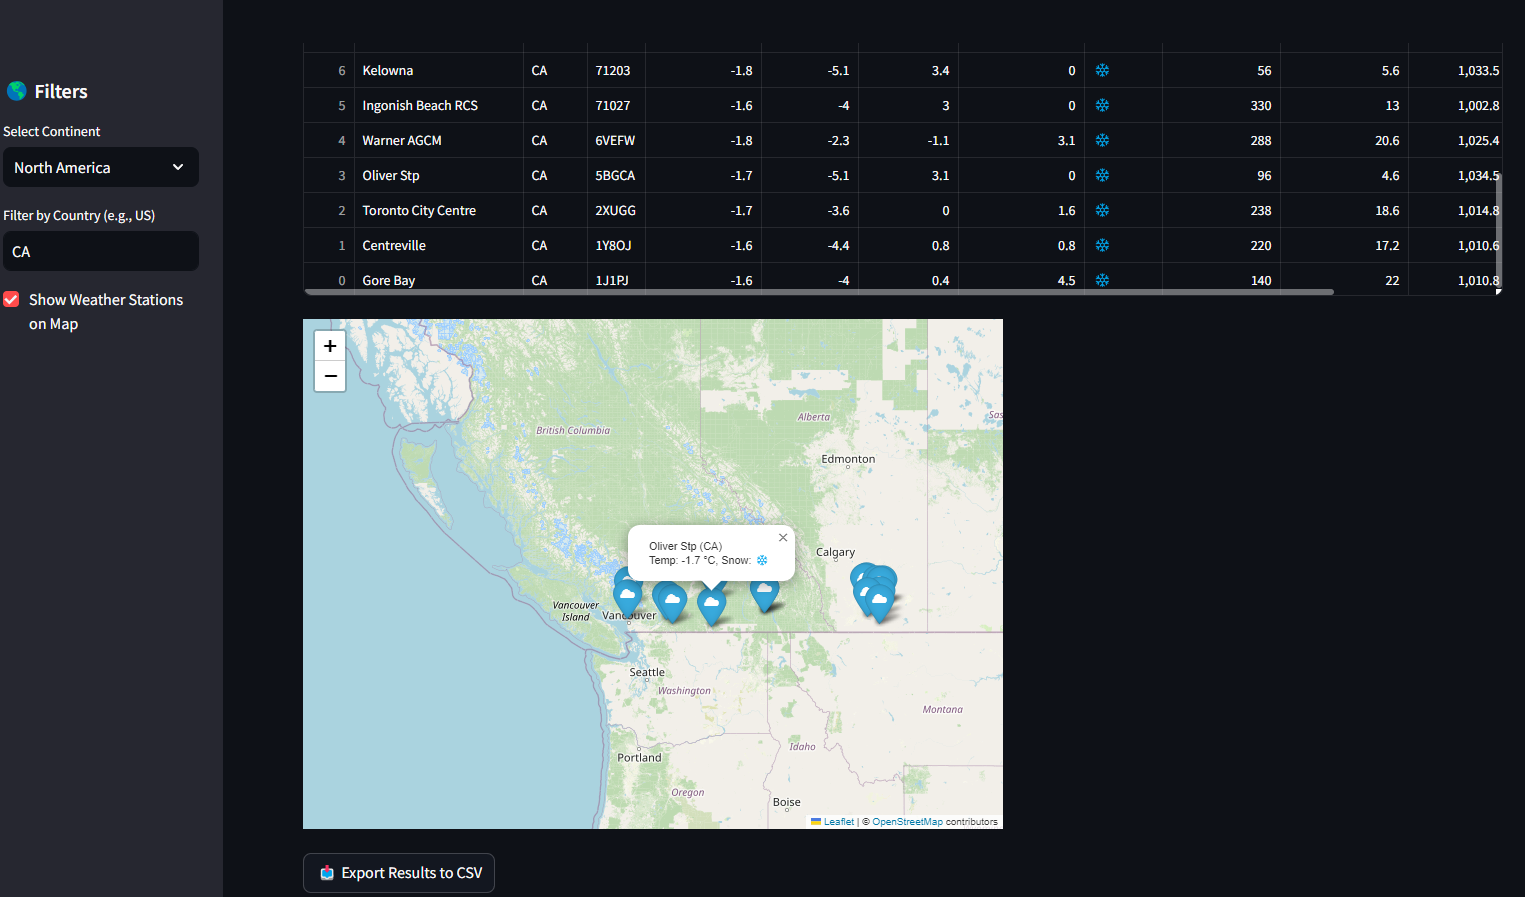 Filters
Select Continent
North America
Filter by Country (e.g., US)
CA
Show Weather Stations
on Map
6 Kelowna CA 71203 -1.8 -5.1 3.4 0 56 5.6 1,033.5
5 Ingonish Beach RCS CA 71027 -1.6 -4 3 0 330 13 1,002.8
4 Warner AGCM CA 6VEFW -1.8 -2.3 -1.1 3.1 288 20.6 1,025.4
3 Oliver Stp CA 5BGCA -1.7 -5.1 3.1 0 96 4.6 1,034.5
2 Toronto City Centre CA 2XUGG -1.7 -3.6 0 1.6 238 18.6 1,014.8
1 Centreville CA 1Y8OJ -1.6 -4.4 0.8 0.8 220 17.2 1,010.6
0 Gore Bay CA 1J1PJ -1.6 -4 0.4 4.5 140 22 1,010.8
+
−
Sas
Alberta
British Columbia
Edmonton
Oliver Stp (CA)
Temp: -1.7 °C, Snow:
×
Calgary
Vancouver
Island
Vancouver
Seattle
Washington
Montana
Idaho
Portland
Oregon
Boise
Leaflet | © OpenStreetMap contributors
Export Results to CSV